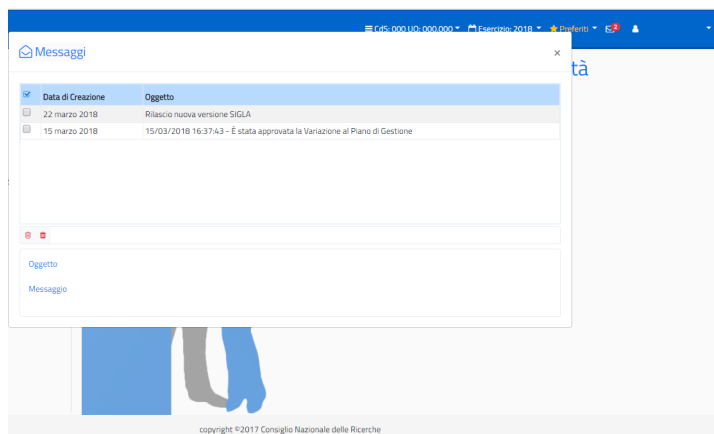 CdS: 000 UO: 000.000 Esercizio: 2018 Preferiti 2
Messaggi ×
tà
Data di Creazione Oggetto
22 marzo 2018 Rilascio nuova versione SIGLA
15 marzo 2018 15/03/2018 16:37:43 - È stata approvata la Variazione al Piano di Gestione
Oggetto
Messaggio
copyright ©2017 Consiglio Nazionale delle Ricerche